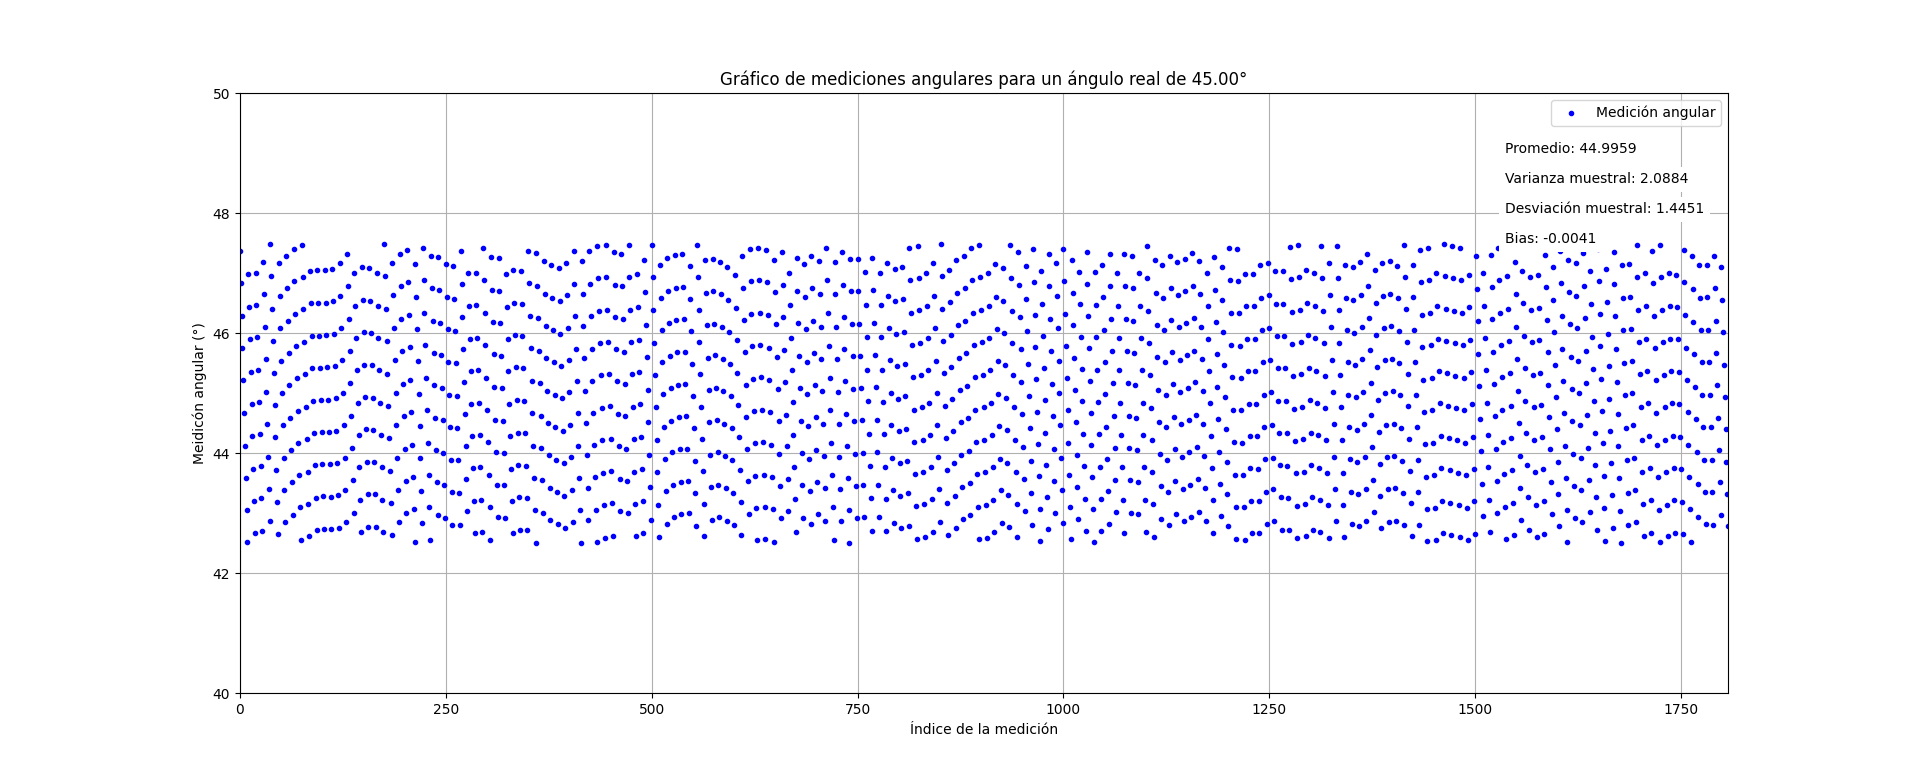 Gráfico de mediciones angulares para un ángulo real de 45.00°
Medición angular
Promedio: 44.9959
Varianza muestral: 2.0884
Desviación muestral: 1.4451
Bias: -0.0041
Meidicón angular (°)
50
48
46
44
42
40
0 250 500 750 1000 1250 1500 1750
Índice de la medición